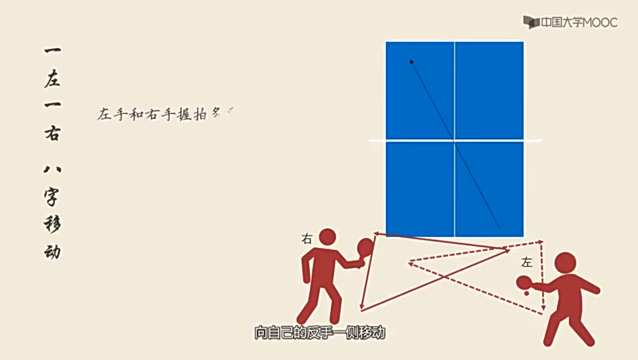 中国大学MOOC
一左一右 八字移动
左手和右手握拍多
右
左
向自己的反手一侧移动